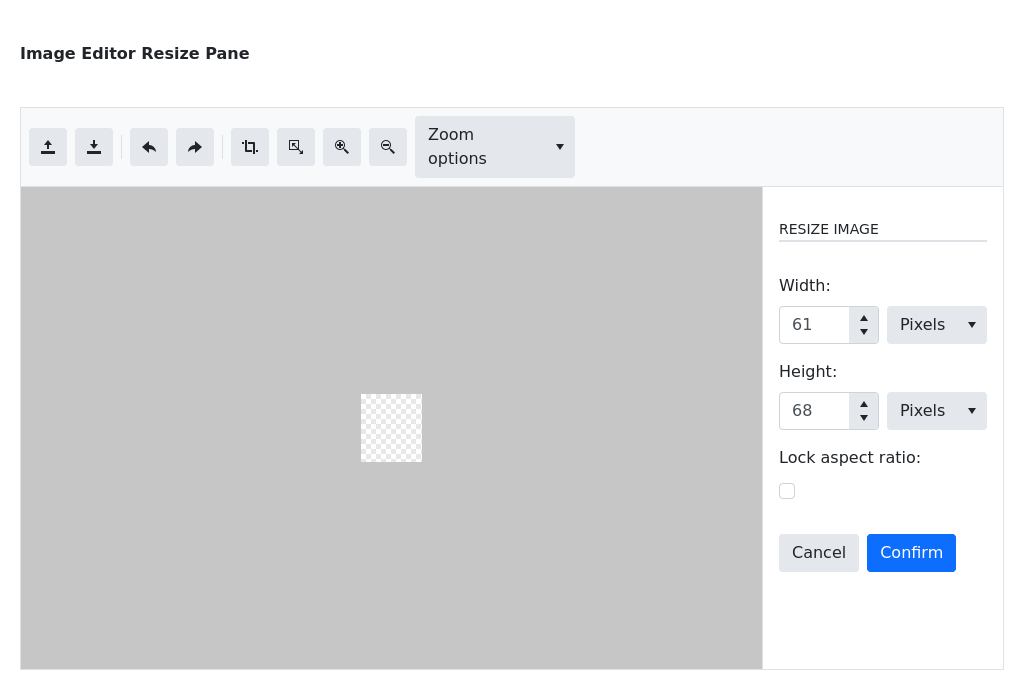 Image Editor Resize Pane
Zoom
options
RESIZE IMAGE
Width:
61
Pixels
Height:
68
Pixels
Lock aspect ratio:
Cancel
Confirm